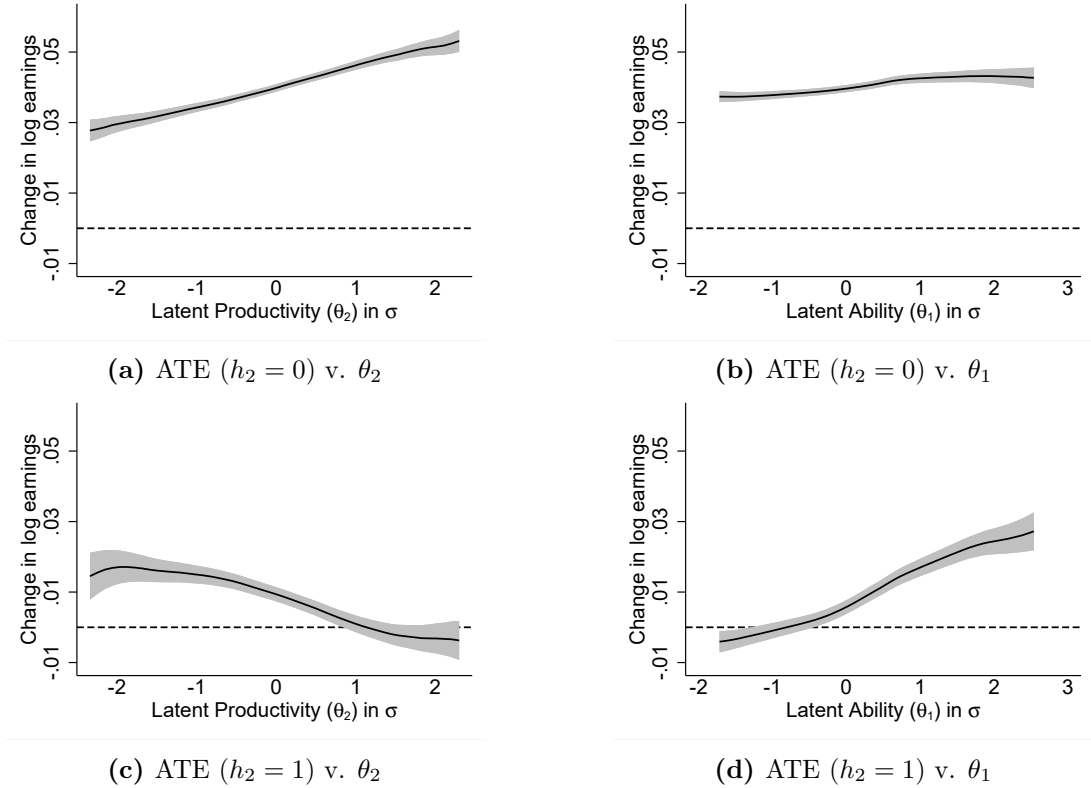 Change in log earnings
.05
.03
.01
-.01
-2 -1 0 1 2
Latent Productivity (θ₂) in σ
(a) ATE (h₂ = 0) v. θ₂
Change in log earnings
.05
.03
.01
-.01
-2 -1 0 1 2 3
Latent Ability (θ₁) in σ
(b) ATE (h₂ = 0) v. θ₁
Change in log earnings
.05
.03
.01
-.01
-2 -1 0 1 2
Latent Productivity (θ₂) in σ
(c) ATE (h₂ = 1) v. θ₂
Change in log earnings
.05
.03
.01
-.01
-2 -1 0 1 2 3
Latent Ability (θ₁) in σ
(d) ATE (h₂ = 1) v. θ₁